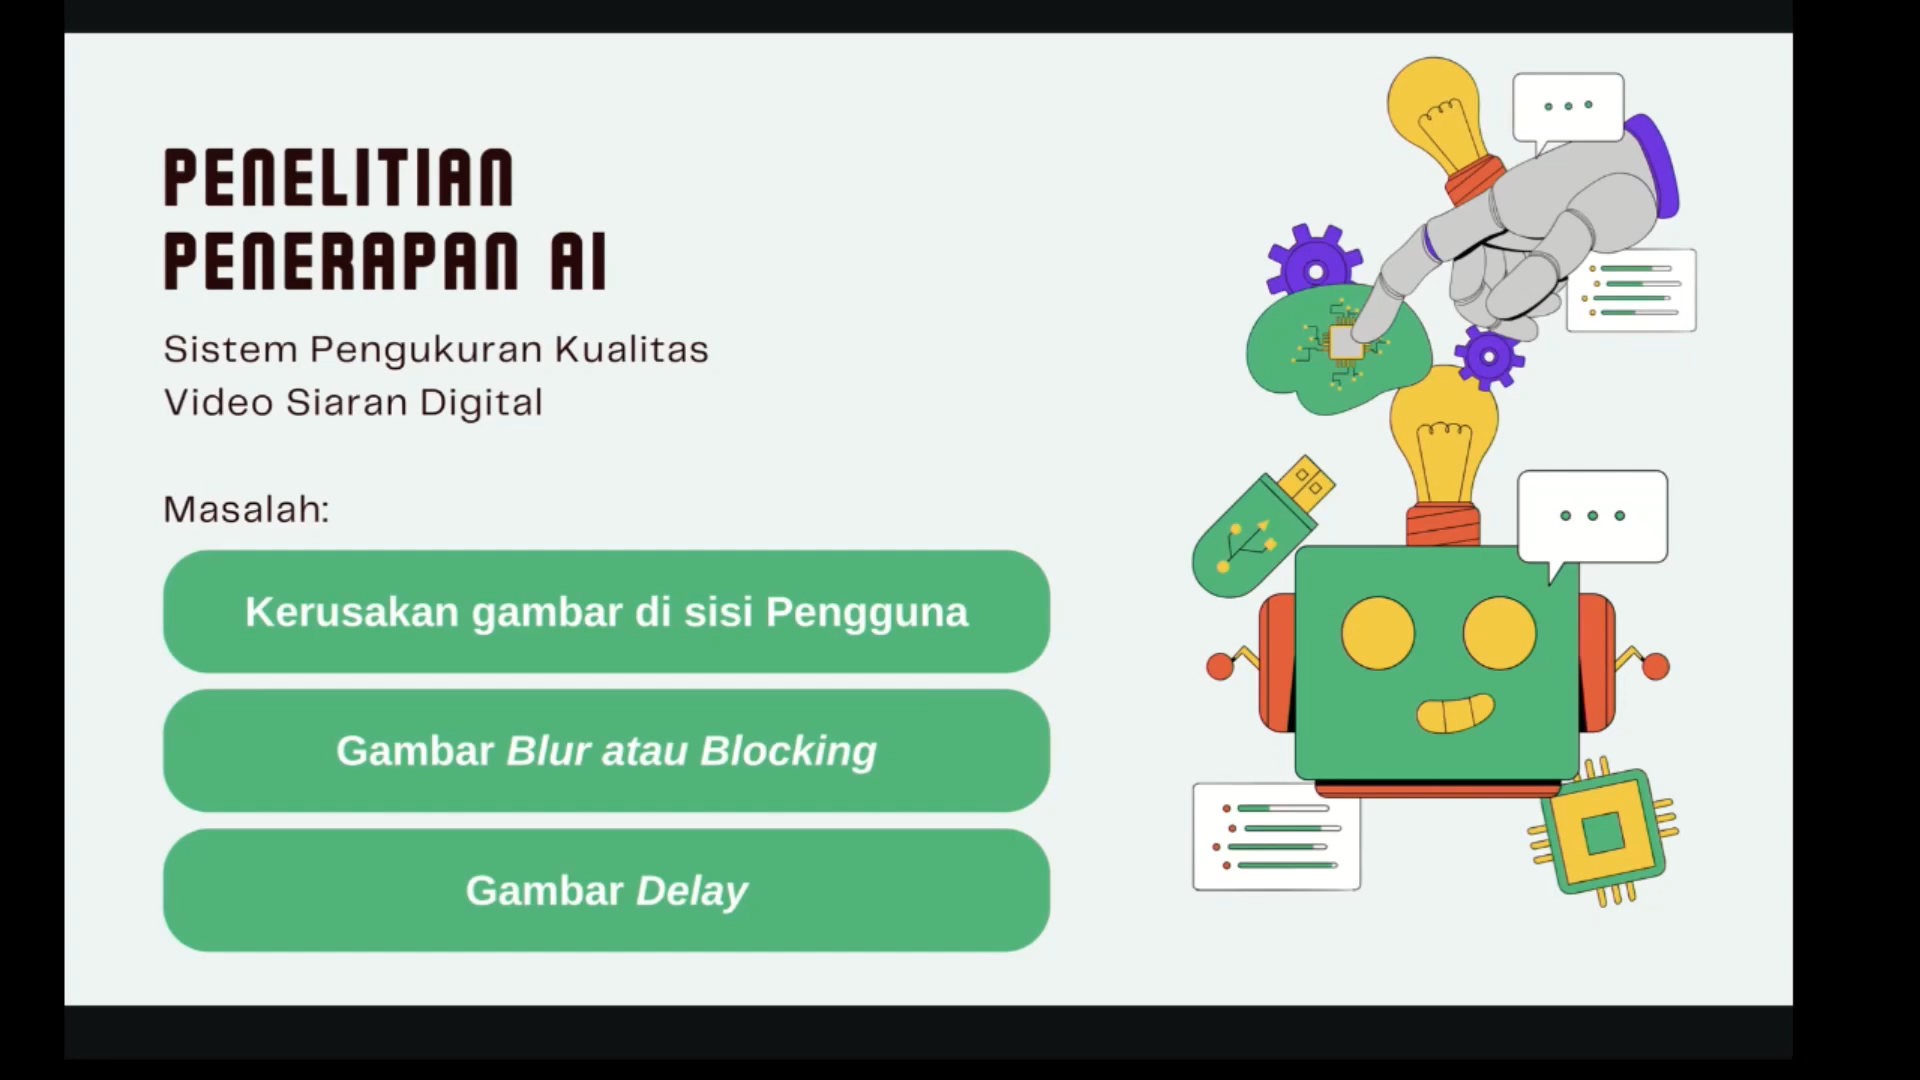 PENELITIAN
PENERAPAN AI
Sistem Pengukuran Kualitas
Video Siaran Digital
Masalah:
Kerusakan gambar di sisi Pengguna
Gambar Blur atau Blocking
Gambar Delay